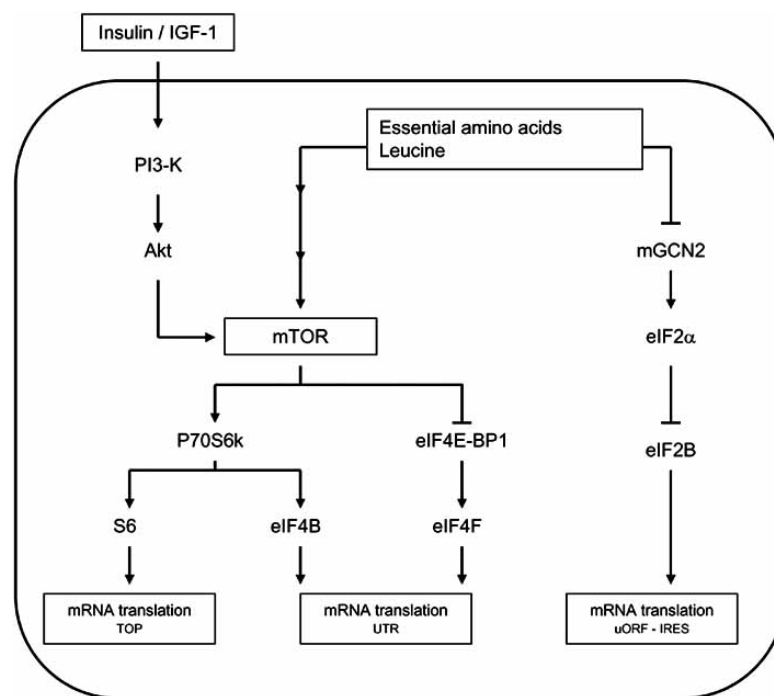 Insulin / IGF-1
Essential amino acids
Leucine
PI3-K
Akt
mGCN2
mTOR
eIF2α
P70S6k
eIF4E-BP1
eIF2B
S6
eIF4B
eIF4F
mRNA translation
TOP
mRNA translation
UTR
mRNA translation
uORF - IRES